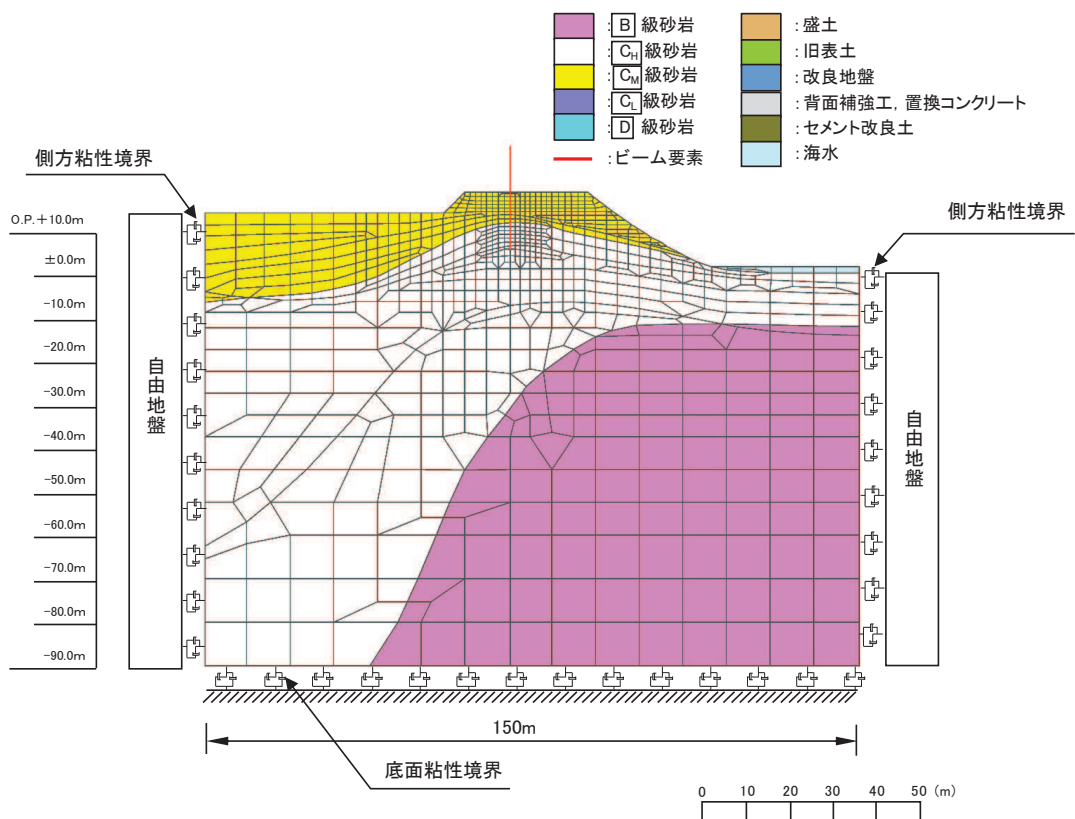 :B 級砂岩
:CH 級砂岩
:CM 級砂岩
:CL 級砂岩
:D 級砂岩
:ビーム要素
:盛土
:旧表土
:改良地盤
:背面補強工，置換コンクリート
:セメント改良土
:海水
側方粘性境界
側方粘性境界
O.P.+10.0m
±0.0m
-10.0m
-20.0m
-30.0m
-40.0m
-50.0m
-60.0m
-70.0m
-80.0m
-90.0m
自由地盤
自由地盤
150m
底面粘性境界
0 10 20 30 40 50 (m)